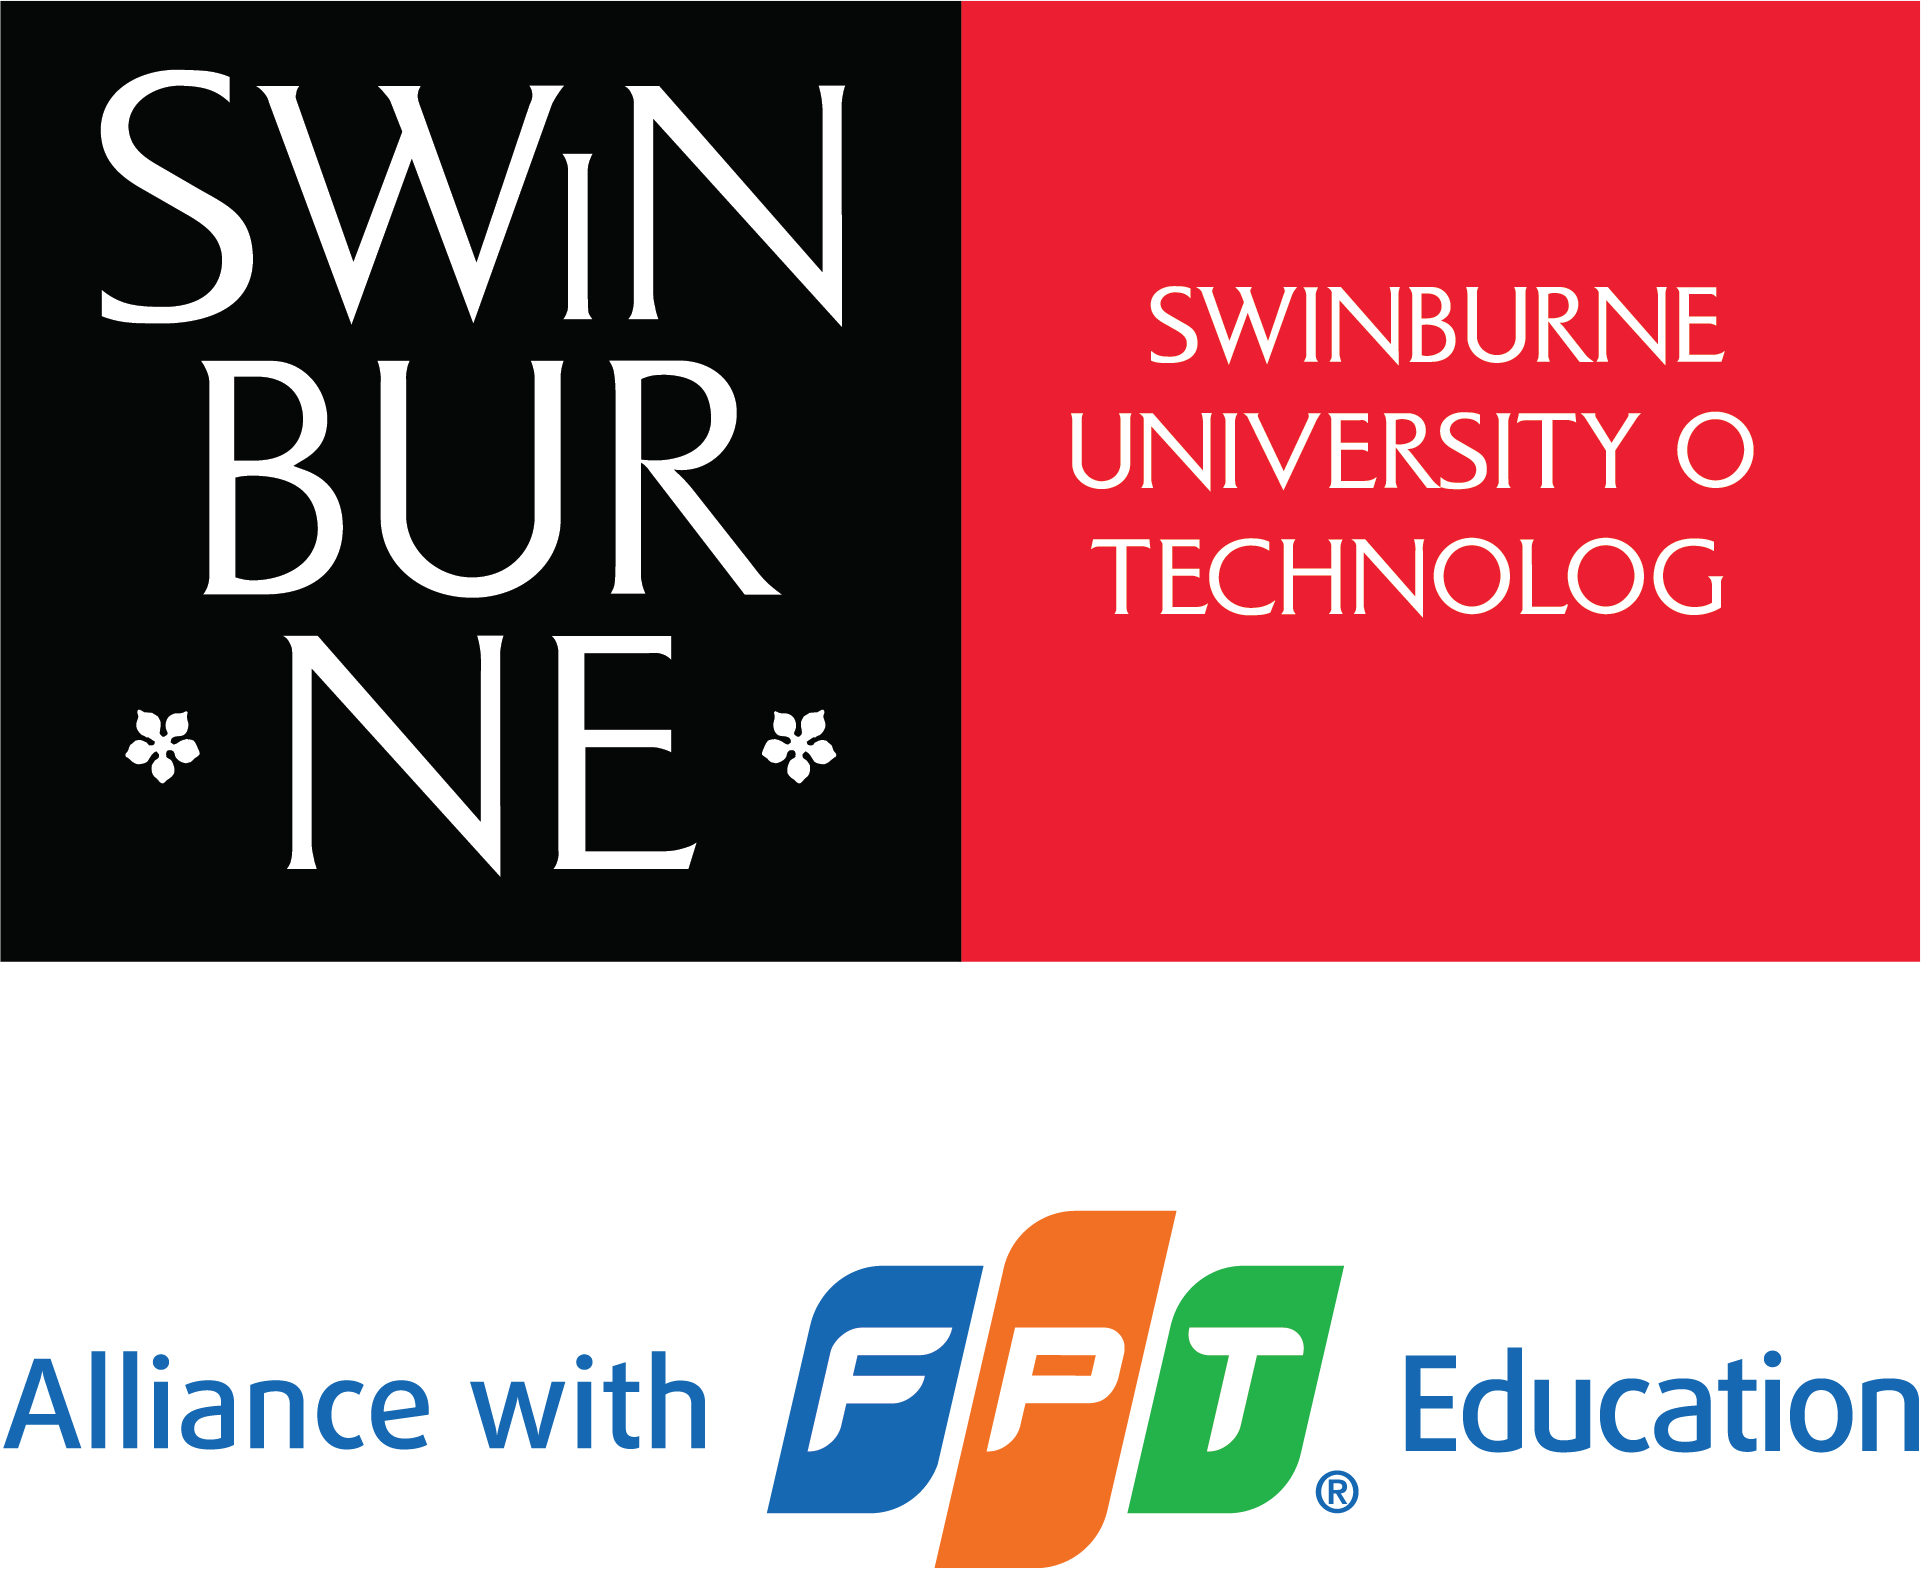 SWiN
BUR
NE
SWINBURNE
UNIVERSITY O
TECHNOLOG
Alliance with FPT® Education